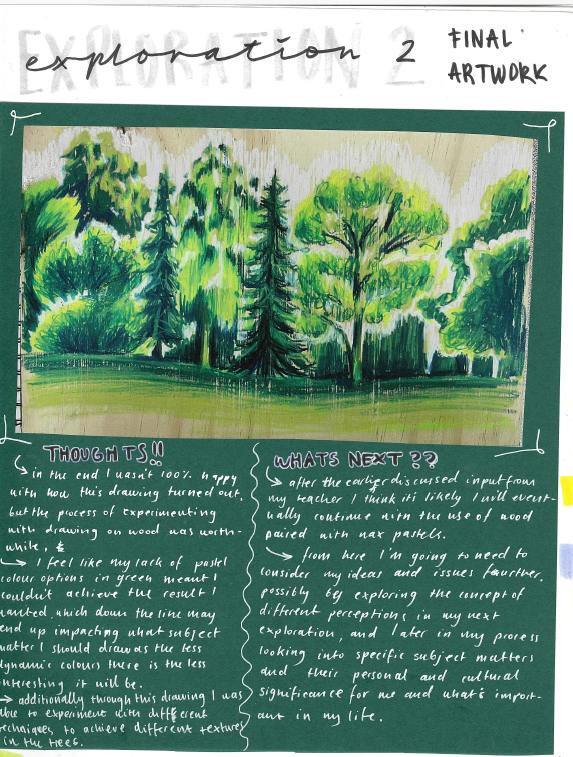 EXPLORATION 2
exploration 2
FINAL
ARTWORK
THOUGHTS!!
↳ in the end I wasn't 100% happy
with how this drawing turned out.
but the process of experimenting
with drawing on wood was worth-
while, &
↳ I feel like my lack of pastel
colour options in green meant I
couldn't achieve the result I
wanted, which down the line may
end up impacting what subject
matter I should draw as the less
dynamic colours there is the less
interesting it will be.
→ additionally through this drawing I was
able to experiment with different
techniques to achieve different textures
in the trees.
WHATS NEXT ??
↳ after the earlier discussed input from
my teacher I think it's likely I will event-
ually continue with the use of wood
paired with wax pastels.
↳ from here I'm going to need to
consider my ideas and issues fourther,
possibly by exploring the concept of
different perceptions in my next
exploration, and later in my process
looking into specific subject matters
and their personal and cultural
significance for me and what's import-
ant in my life.